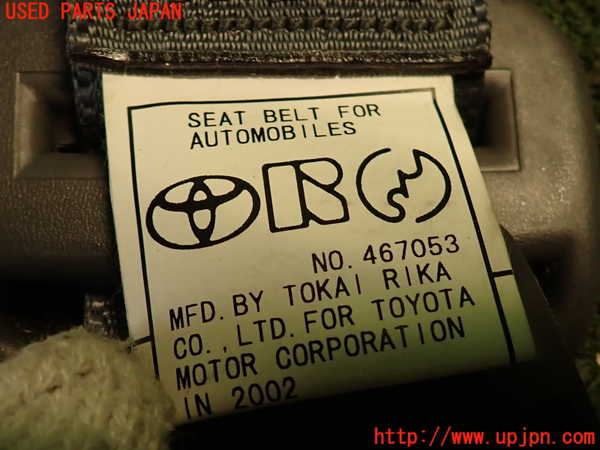 USED PARTS JAPAN
SEAT BELT FOR
AUTOMOBILES
NO. 467053
MFD. BY TOKAI RIKA
CO., LTD. FOR TOYOTA
MOTOR CORPORATION
IN 2002
http://www.upjpn.com